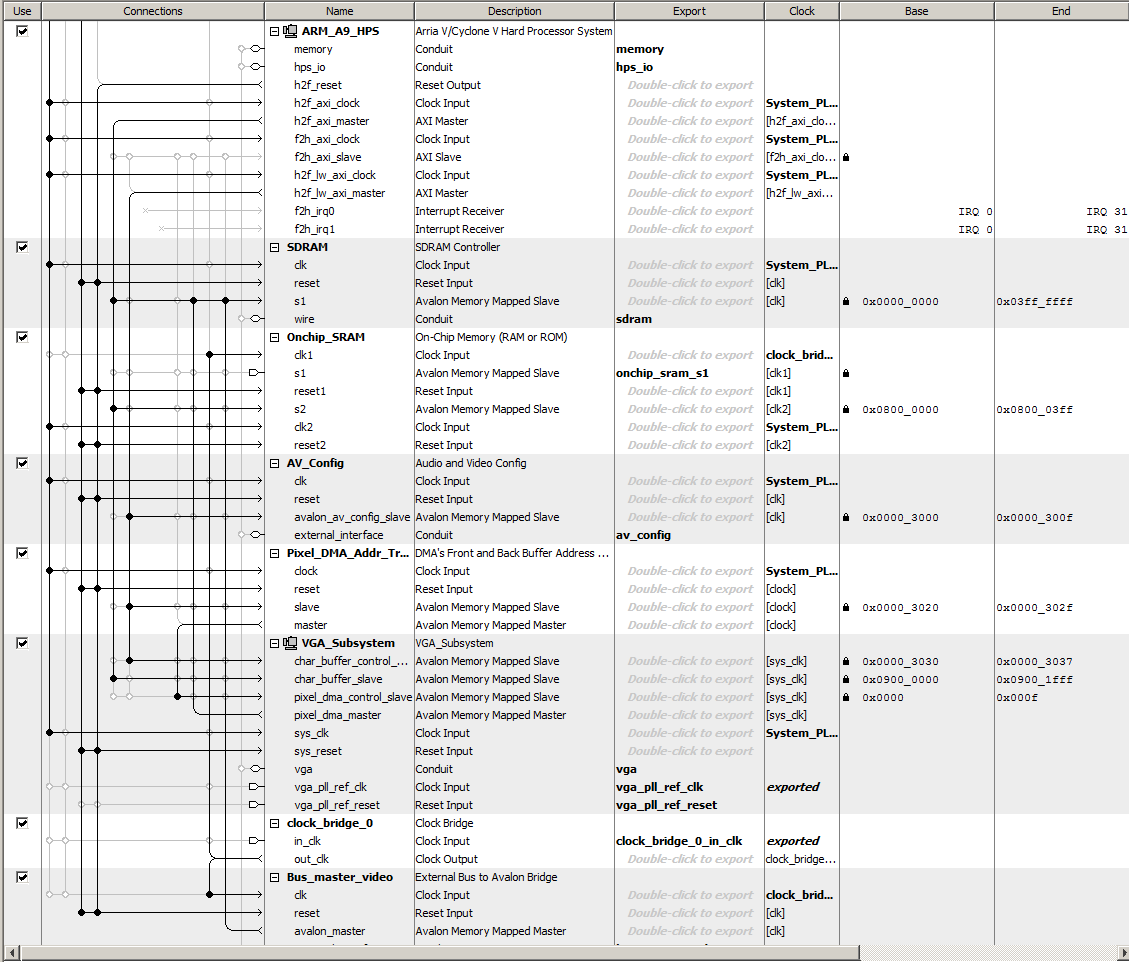 Use Connections Name Description Export Clock Base End
ARM_A9_HPS Arria V/Cyclone V Hard Processor System
memory Conduit memory
hps_io Conduit hps_io
h2f_reset Reset Output Double-click to export
h2f_axi_clock Clock Input Double-click to export System_PL...
h2f_axi_master AXI Master Double-click to export [h2f_axi_clo...
f2h_axi_clock Clock Input Double-click to export System_PL...
f2h_axi_slave AXI Slave Double-click to export [f2h_axi_clo...
h2f_lw_axi_clock Clock Input Double-click to export System_PL...
h2f_lw_axi_master AXI Master Double-click to export [h2f_lw_axi...
f2h_irq0 Interrupt Receiver Double-click to export IRQ 0 IRQ 31
f2h_irq1 Interrupt Receiver Double-click to export IRQ 0 IRQ 31
SDRAM SDRAM Controller
clk Clock Input Double-click to export System_PL...
reset Reset Input Double-click to export [clk]
s1 Avalon Memory Mapped Slave Double-click to export [clk] 0x0000_0000 0x03ff_ffff
wire Conduit sdram
Onchip_SRAM On-Chip Memory (RAM or ROM)
clk1 Clock Input Double-click to export clock_brid...
s1 Avalon Memory Mapped Slave onchip_sram_s1 [clk1]
reset1 Reset Input Double-click to export [clk1]
s2 Avalon Memory Mapped Slave Double-click to export [clk2] 0x0800_0000 0x0800_03ff
clk2 Clock Input Double-click to export System_PL...
reset2 Reset Input Double-click to export [clk2]
AV_Config Audio and Video Config
clk Clock Input Double-click to export System_PL...
reset Reset Input Double-click to export [clk]
avalon_av_config_slave Avalon Memory Mapped Slave Double-click to export [clk] 0x0000_3000 0x0000_300f
external_interface Conduit av_config
Pixel_DMA_Addr_Tr... DMA's Front and Back Buffer Address ...
clock Clock Input Double-click to export System_PL...
reset Reset Input Double-click to export [clock]
slave Avalon Memory Mapped Slave Double-click to export [clock] 0x0000_3020 0x0000_302f
master Avalon Memory Mapped Master Double-click to export [clock]
VGA_Subsystem VGA_Subsystem
char_buffer_control_... Avalon Memory Mapped Slave Double-click to export [sys_clk] 0x0000_3030 0x0000_3037
char_buffer_slave Avalon Memory Mapped Slave Double-click to export [sys_clk] 0x0900_0000 0x0900_1fff
pixel_dma_control_slave Avalon Memory Mapped Slave Double-click to export [sys_clk] 0x0000 0x000f
pixel_dma_master Avalon Memory Mapped Master Double-click to export [sys_clk]
sys_clk Clock Input Double-click to export System_PL...
sys_reset Reset Input Double-click to export
vga Conduit vga
vga_pll_ref_clk Clock Input vga_pll_ref_clk exported
vga_pll_ref_reset Reset Input vga_pll_ref_reset
clock_bridge_0 Clock Bridge
in_clk Clock Input clock_bridge_0_in_clk exported
out_clk Clock Output Double-click to export clock_bridge...
Bus_master_video External Bus to Avalon Bridge
clk Clock Input Double-click to export clock_brid...
reset Reset Input Double-click to export [clk]
avalon_master Avalon Memory Mapped Master Double-click to export [clk]